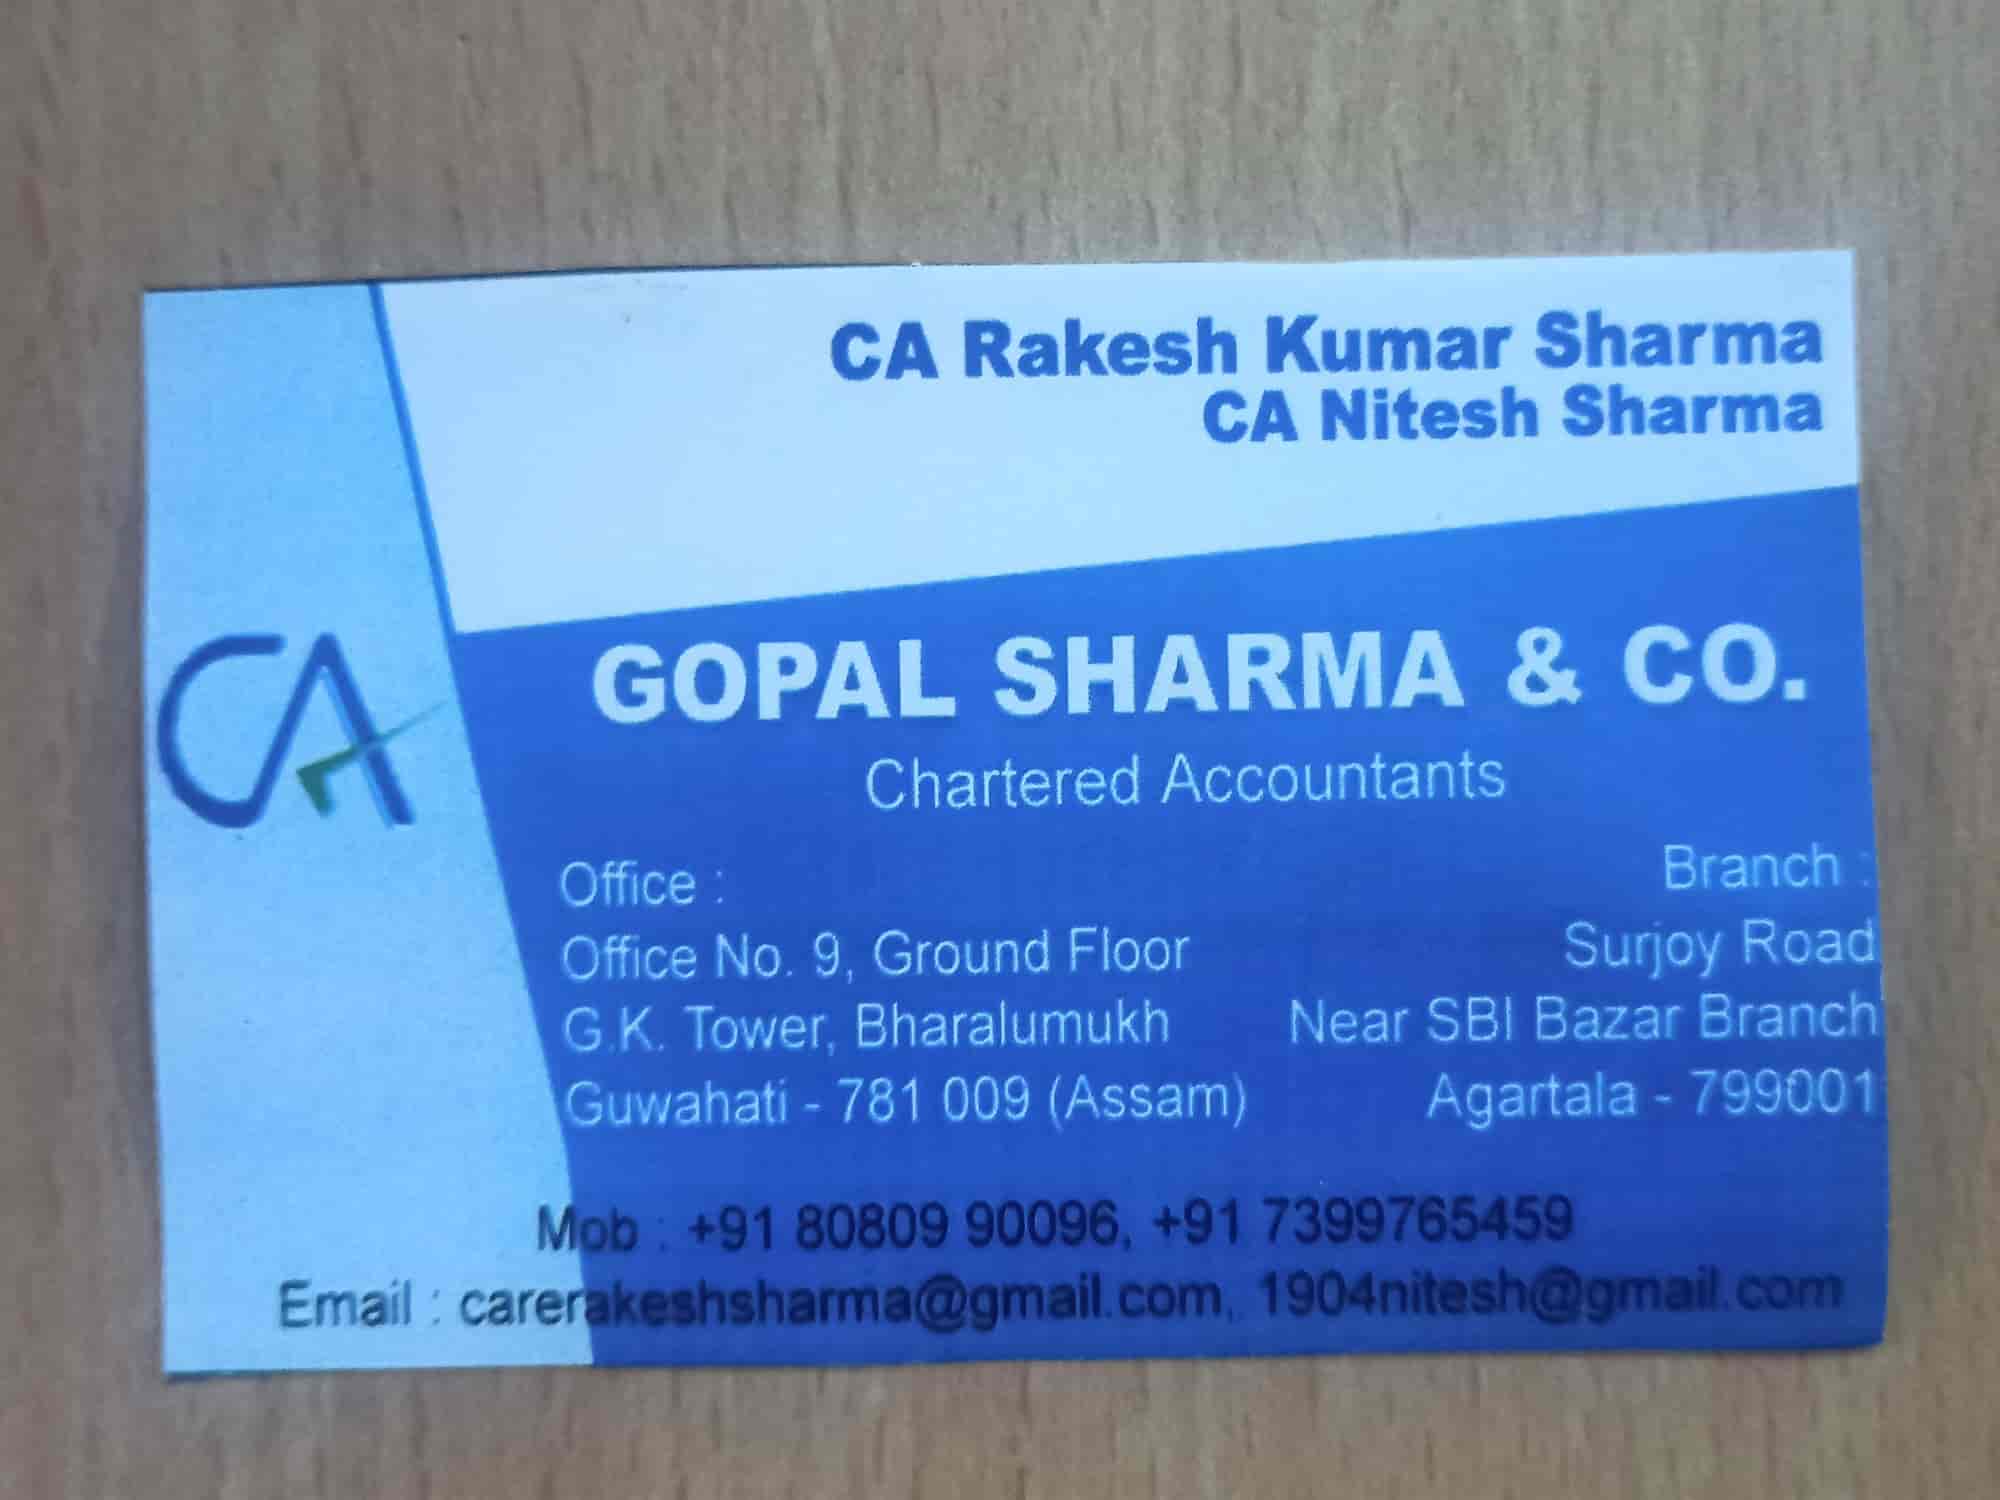 CA Rakesh Kumar Sharma
CA Nitesh Sharma
CA
GOPAL SHARMA & CO.
Chartered Accountants
Office :
Office No. 9, Ground Floor
G.K. Tower, Bharalumukh
Guwahati - 781 009 (Assam)
Branch :
Surjoy Road
Near SBI Bazar Branch
Agartala - 799001
Mob : +91 80809 90096, +91 7399765459
Email : carerakeshsharma@gmail.com, 1904nitesh@gmail.com